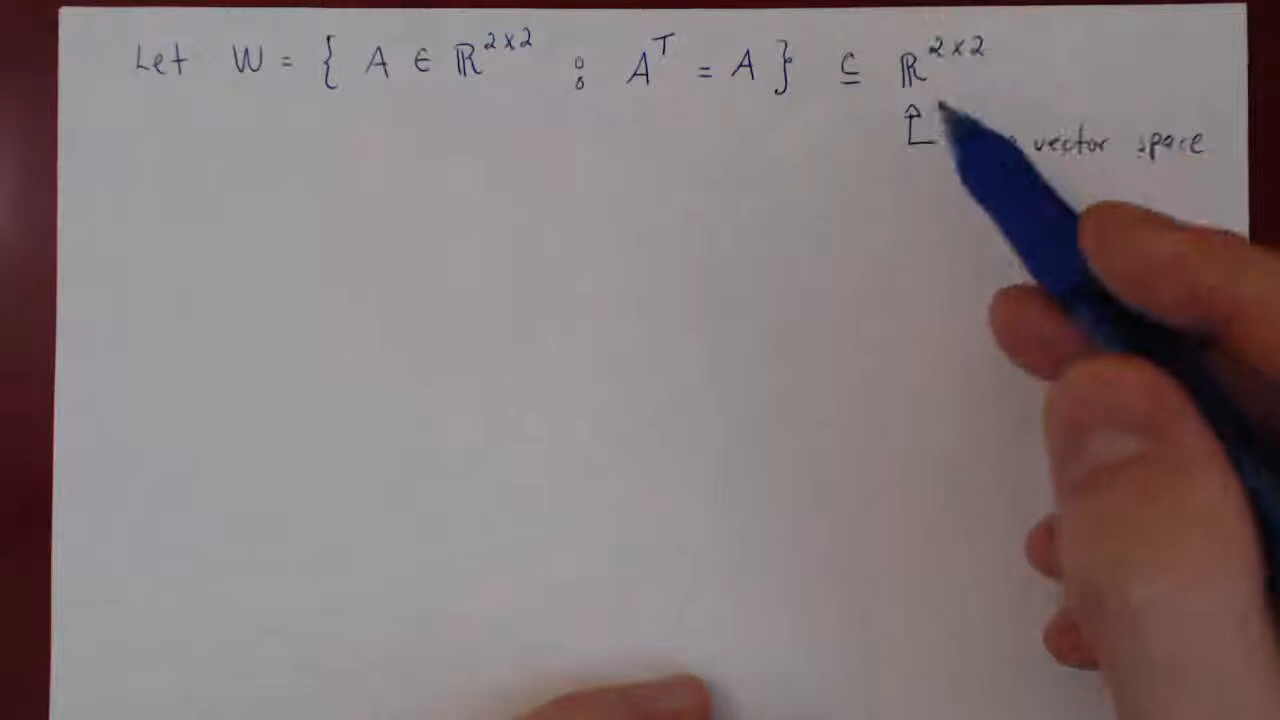 Let W = { A ∈ ℝ^{2×2} : A^T = A } ⊆ ℝ^{2×2}
vector space